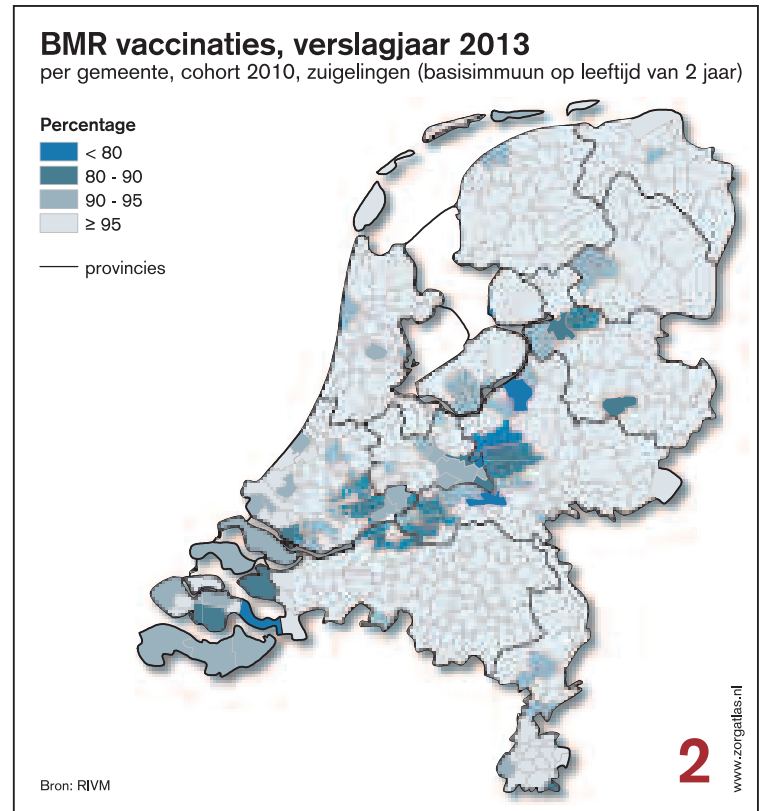 BMR vaccinaties, verslagjaar 2013
per gemeente, cohort 2010, zuigelingen (basisimmuun op leeftijd van 2 jaar)
Percentage
< 80
80 - 90
90 - 95
≥ 95
provincies
Bron: RIVM
2
www.zorgatlas.nl